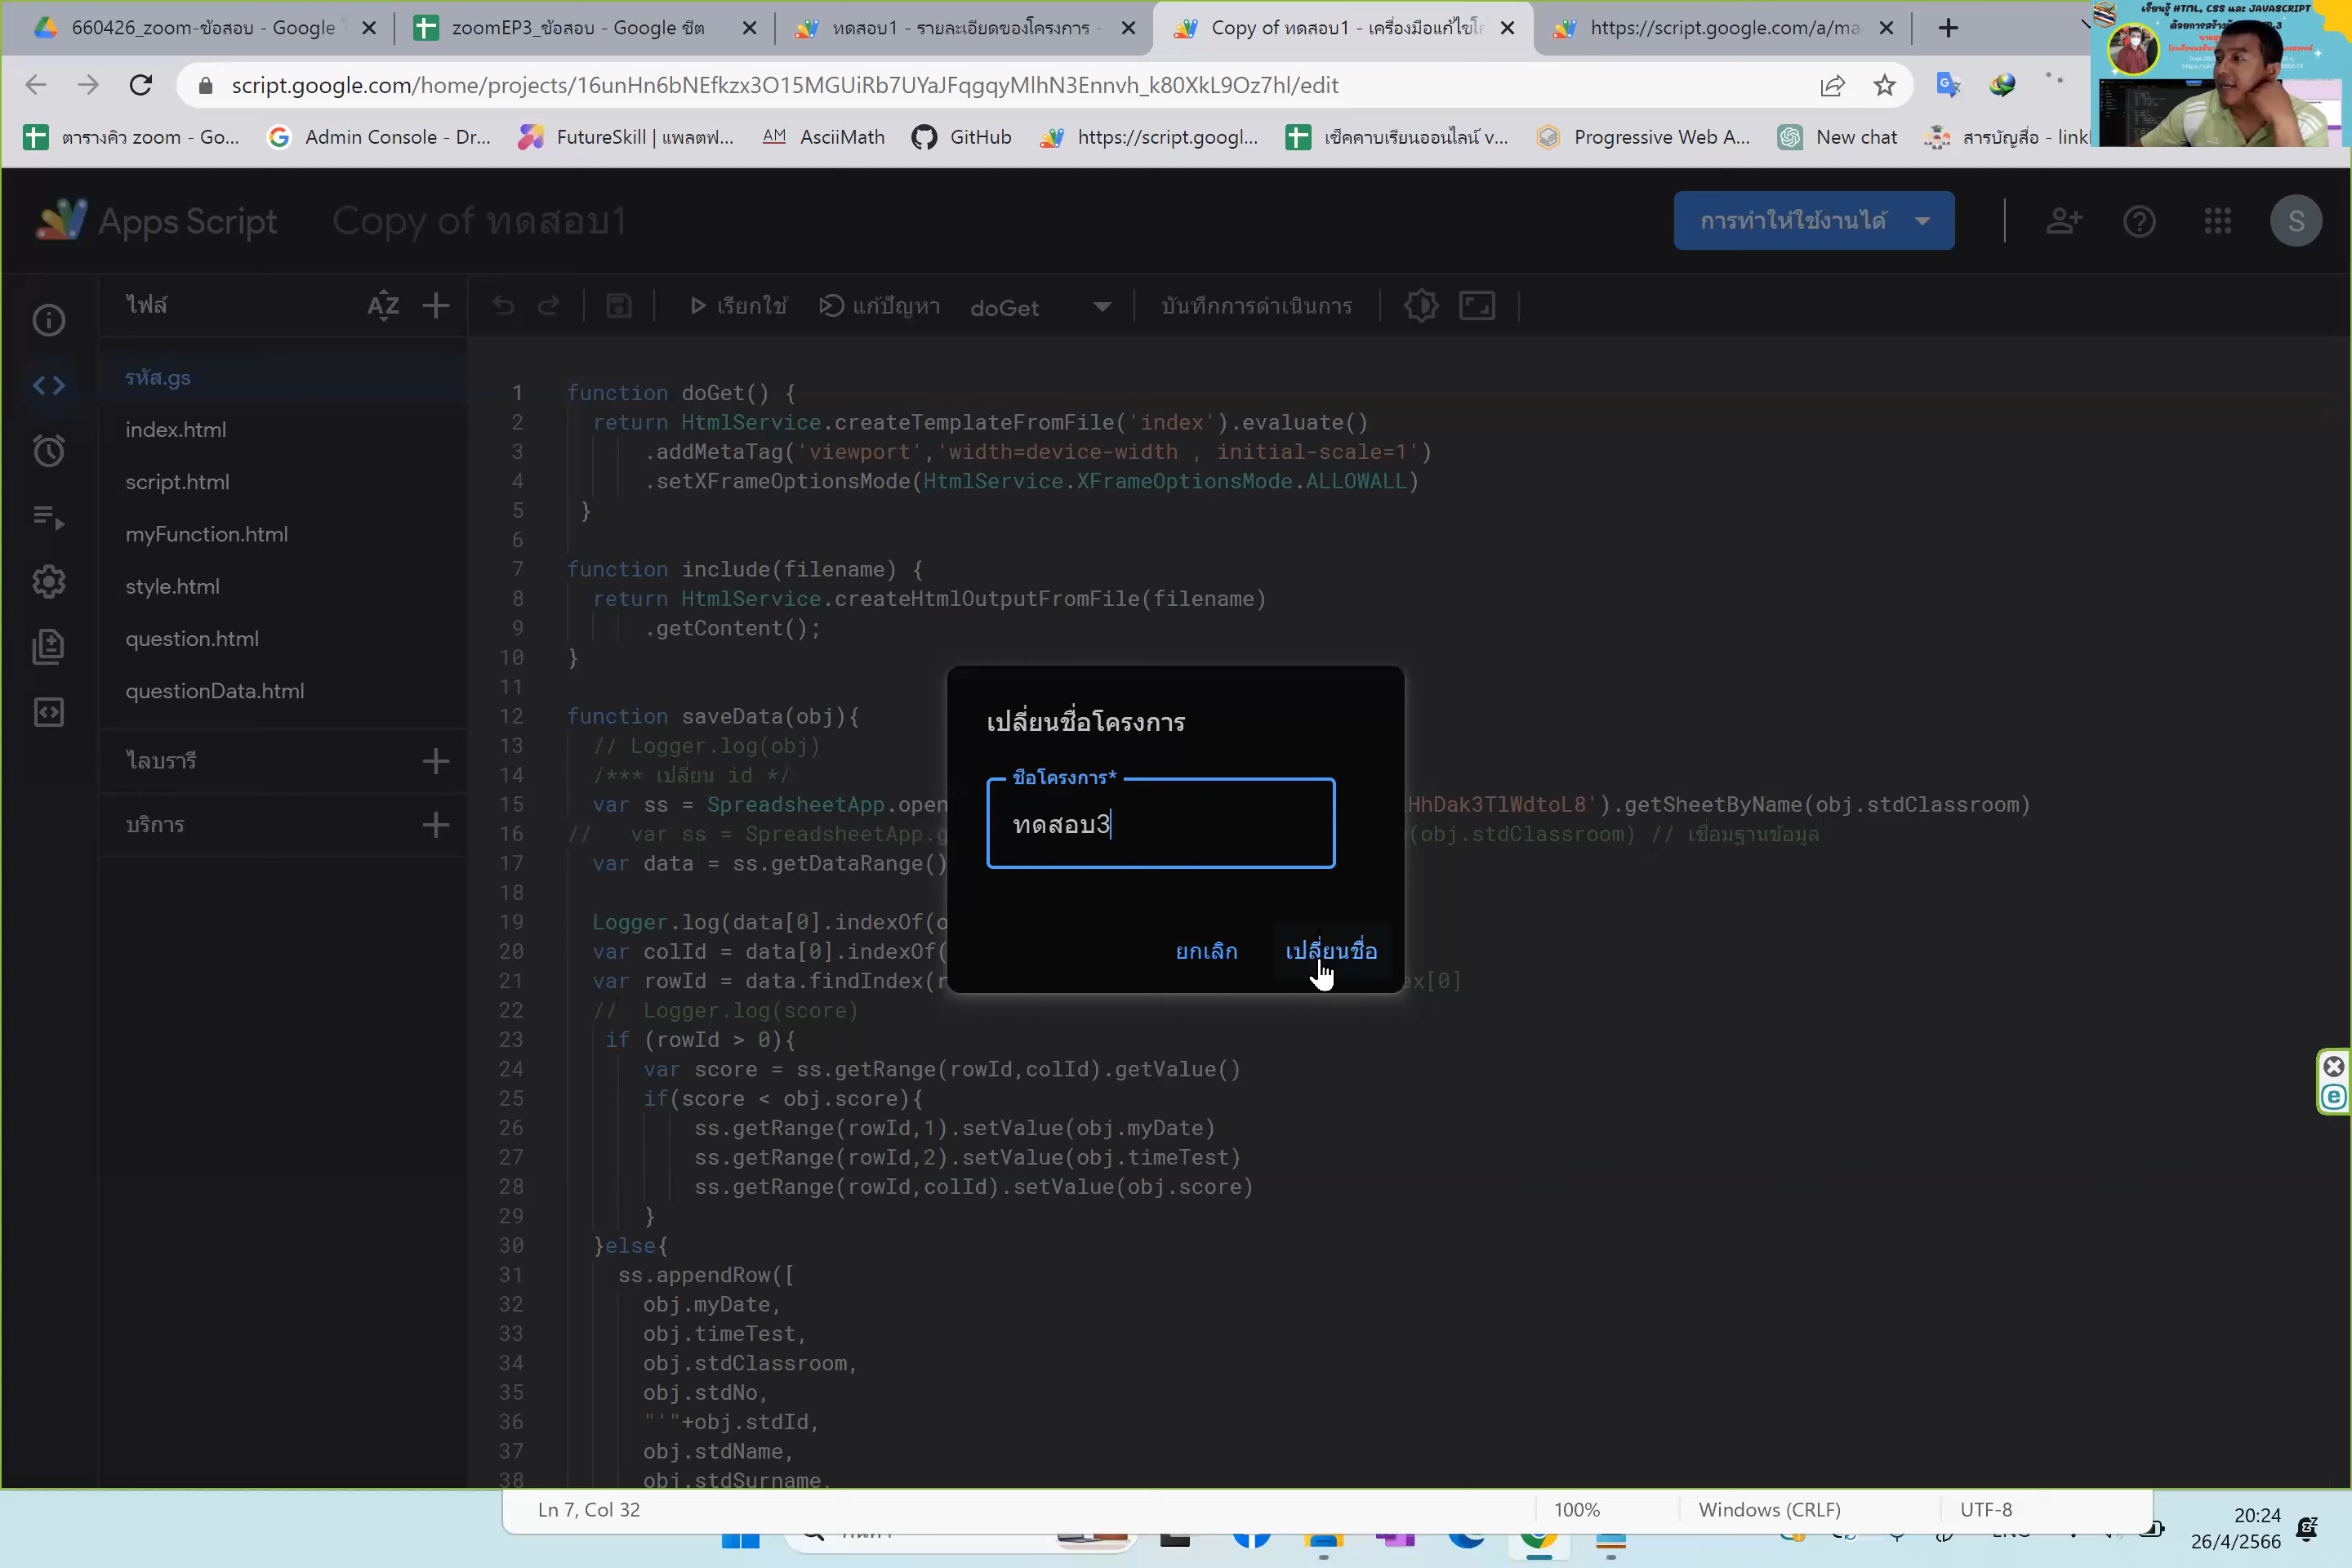 660426_zoom-ข้อสอบ - Google
zoomEP3_ข้อสอบ - Google ชีต
ทดสอบ1 - รายละเอียดของโครงการ -
Copy of ทดสอบ1 - เครื่องมือแก้ไขโค
https://script.google.com/a/ma
script.google.com/home/projects/16unHn6bNEfkzx3O15MGUiRb7UYaJFqgqyMlhN3Ennvh_k80XkL9Oz7hl/edit
ตารางคิว zoom - Go...
Admin Console - Dr...
FutureSkill | แพลตฟ...
AM AsciiMath
GitHub
https://script.googl...
เช็คคาบเรียนออนไลน์ v...
Progressive Web A...
New chat
สารบัญสื่อ - linkl
เรียนรู้ HTML, CSS และ JAVASCRIPT
Apps Script
Copy of ทดสอบ1
การทำให้ใช้งานได้
S
ไฟล์
AZ
เรียกใช้
แก้ปัญหา
doGet
บันทึกการดำเนินการ
รหัส.gs
index.html
script.html
myFunction.html
style.html
question.html
questionData.html
ไลบรารี
บริการ
1 function doGet() {
2 return HtmlService.createTemplateFromFile('index').evaluate()
3 .addMetaTag('viewport','width=device-width , initial-scale=1')
4 .setXFrameOptionsMode(HtmlService.XFrameOptionsMode.ALLOWALL)
5 }
6
7 function include(filename) {
8 return HtmlService.createHtmlOutputFromFile(filename)
9 .getContent();
10 }
11
12 function saveData(obj){
13 // Logger.log(obj)
14 /*** เปลี่ยน id */
15 var ss = SpreadsheetApp.open HhDak3TlWdtoL8').getSheetByName(obj.stdClassroom)
16 // var ss = SpreadsheetApp.g (obj.stdClassroom) // เชื่อมฐานข้อมูล
17 var data = ss.getDataRange()
18
19 Logger.log(data[0].indexOf(o
20 var colId = data[0].indexOf(
21 var rowId = data.findIndex(r ex[0]
22 // Logger.log(score)
23 if (rowId > 0){
24 var score = ss.getRange(rowId,colId).getValue()
25 if(score < obj.score){
26 ss.getRange(rowId,1).setValue(obj.myDate)
27 ss.getRange(rowId,2).setValue(obj.timeTest)
28 ss.getRange(rowId,colId).setValue(obj.score)
29 }
30 }else{
31 ss.appendRow([
32 obj.myDate,
33 obj.timeTest,
34 obj.stdClassroom,
35 obj.stdNo,
36 "'"+obj.stdId,
37 obj.stdName,
38 obj.stdSurname,
เปลี่ยนชื่อโครงการ
ชื่อโครงการ*
ทดสอบ3
ยกเลิก
เปลี่ยนชื่อ
Ln 7, Col 32
100%
Windows (CRLF)
UTF-8
20:24
26/4/2566